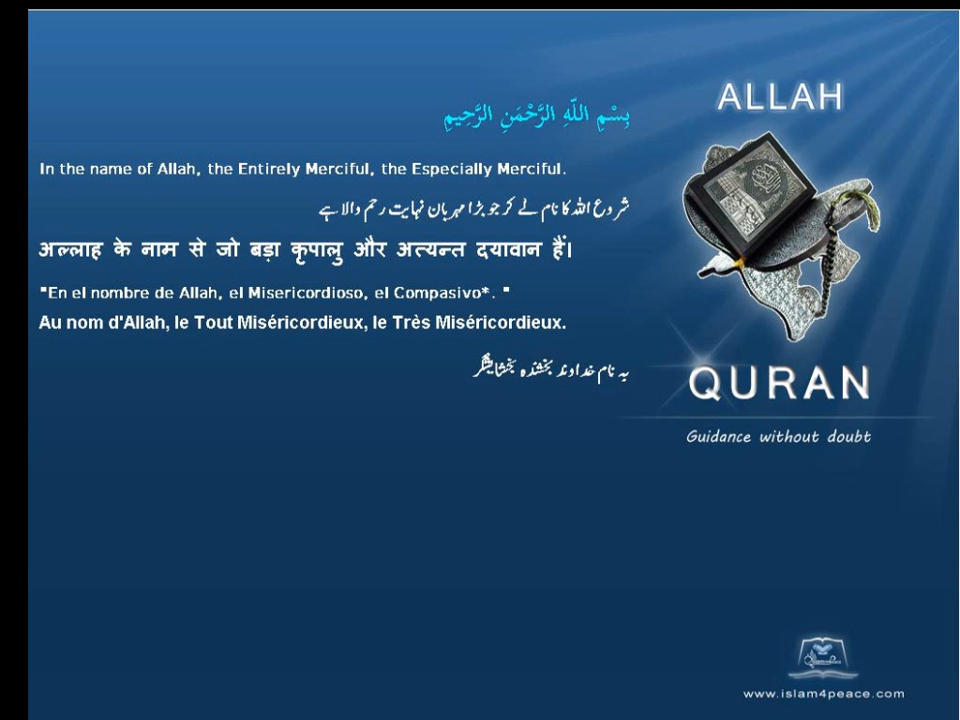 بِسْمِ اللَّهِ الرَّحْمَنِ الرَّحِيمِ
In the name of Allah, the Entirely Merciful, the Especially Merciful.
شروع الله کا نام لے کر جو بڑا مہربان نہایت رحم والا ہے
अल्लाह के नाम से जो बड़ा कृपालु और अत्यन्त दयावान हैं।
"En el nombre de Allah, el Misericordioso, el Compasivo*. "
Au nom d'Allah, le Tout Miséricordieux, le Très Miséricordieux.
به نام خداوند بخشنده بخشایشگر
ALLAH
QURAN
Guidance without doubt
www.islam4peace.com